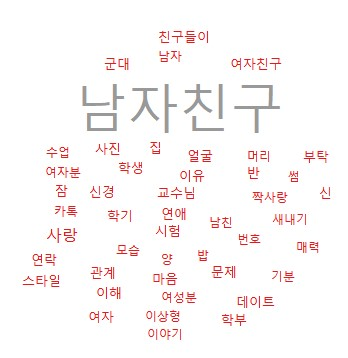 친구들이
남자
군대 여자친구
남자친구
수업 사진 집 얼굴 머리 부탁
여자분 학생 이유 반 썸
잠 신경 교수님 짝사랑 신
카톡 학기 연애 남친 새내기
사랑 시험 번호
연락 모습 양 밥 매력
스타일 관계 마음 문제 기분
이해 여성분 데이트
여자 이상형 학부
이야기